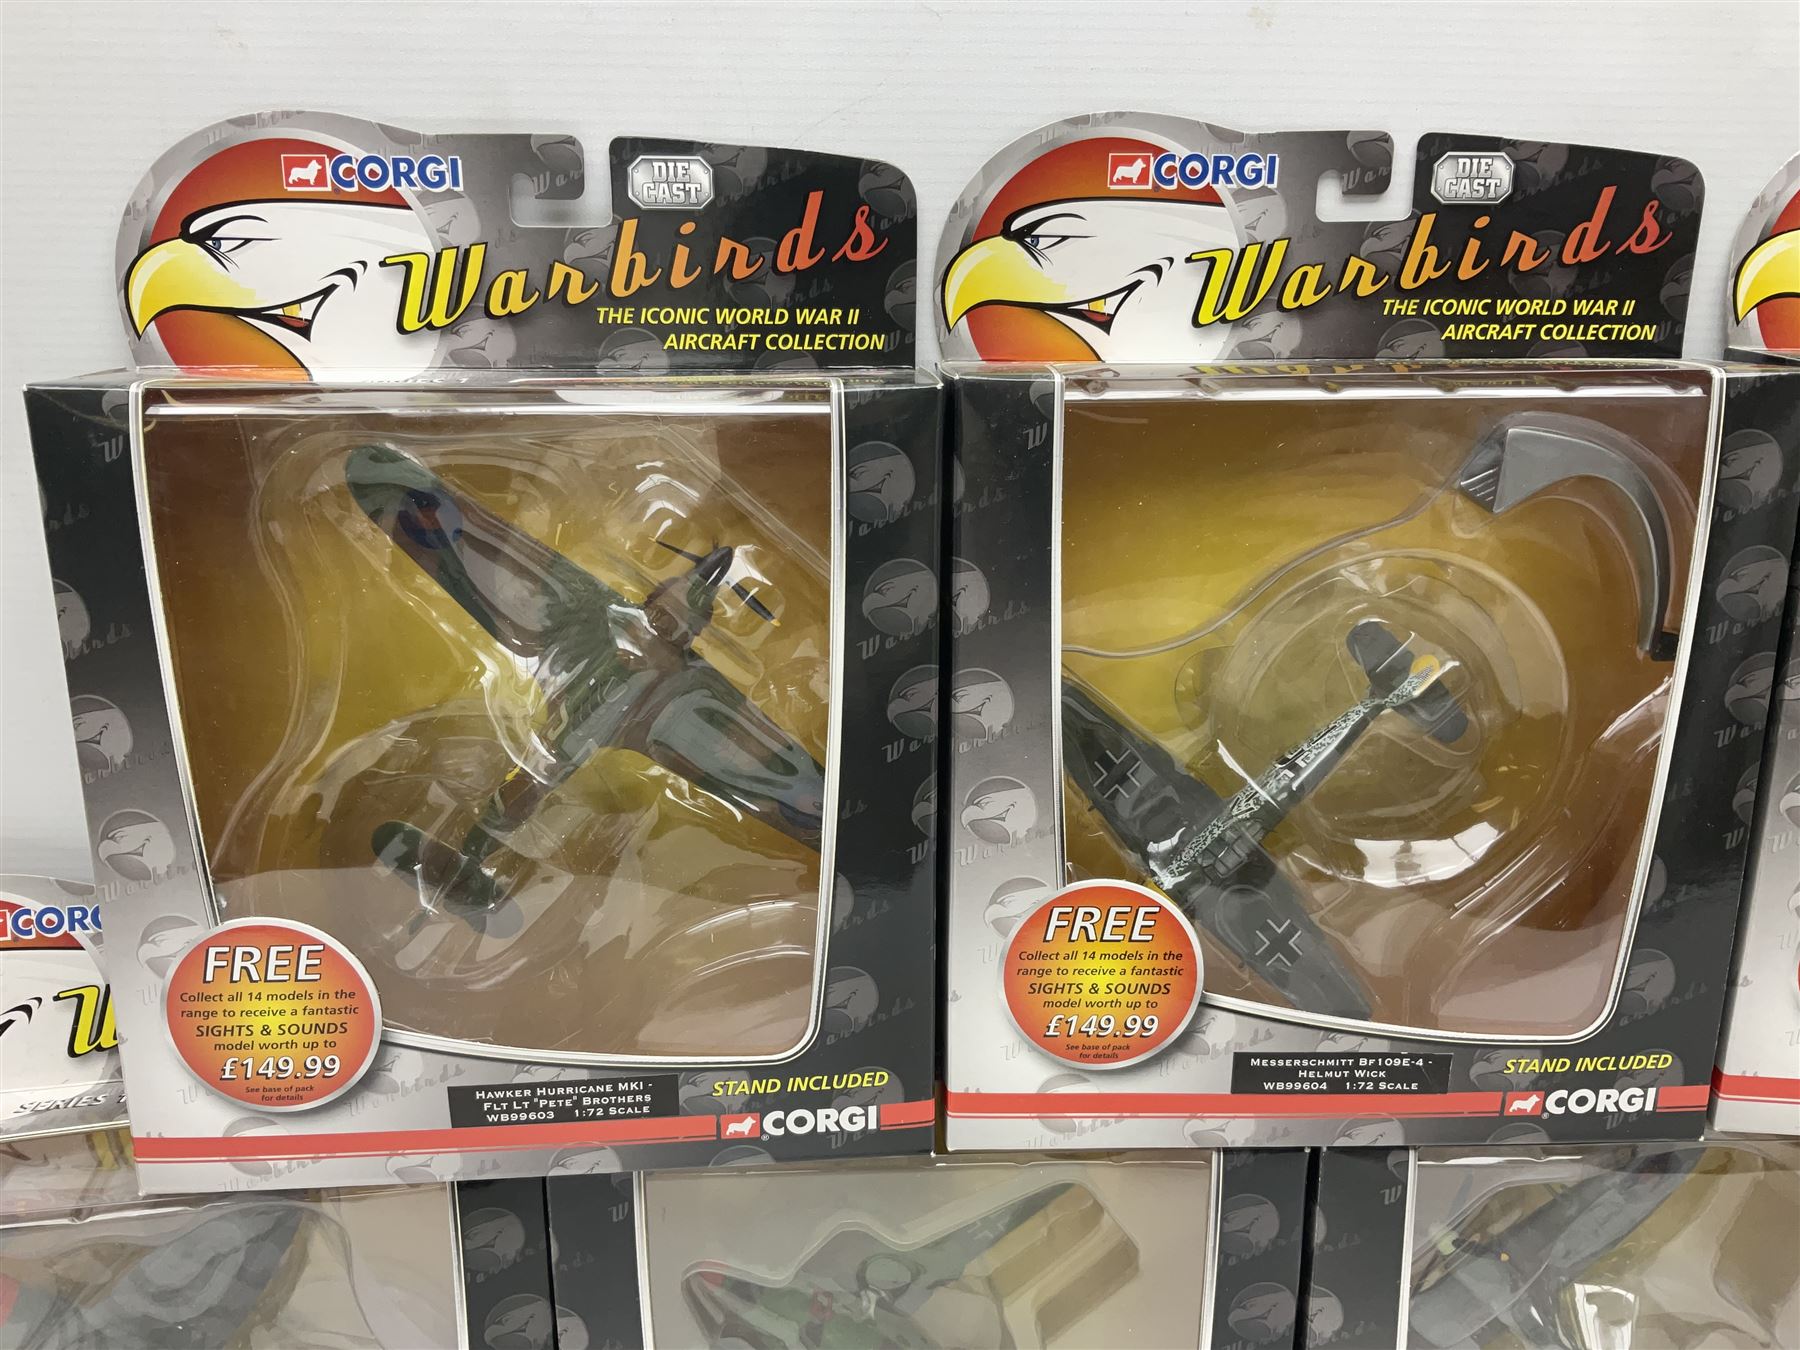 CORGI
DIE CAST
Warbirds
THE ICONIC WORLD WAR II
AIRCRAFT COLLECTION
FREE
Collect all 14 models in the
range to receive a fantastic
SIGHTS & SOUNDS
model worth up to
£149.99
See base of pack
for details
HAWKER HURRICANE MKI -
FLT LT "PETE" BROTHERS
WB99603 1:72 SCALE
STAND INCLUDED
CORGI
CORGI
DIE CAST
Warbirds
THE ICONIC WORLD WAR II
AIRCRAFT COLLECTION
FREE
Collect all 14 models in the
range to receive a fantastic
SIGHTS & SOUNDS
model worth up to
£149.99
See base of pack
for details
MESSERSCHMITT BF109E-4 -
HELMUT WICK
WB99604 1:72 SCALE
STAND INCLUDED
CORGI
CORG
W
SERIES